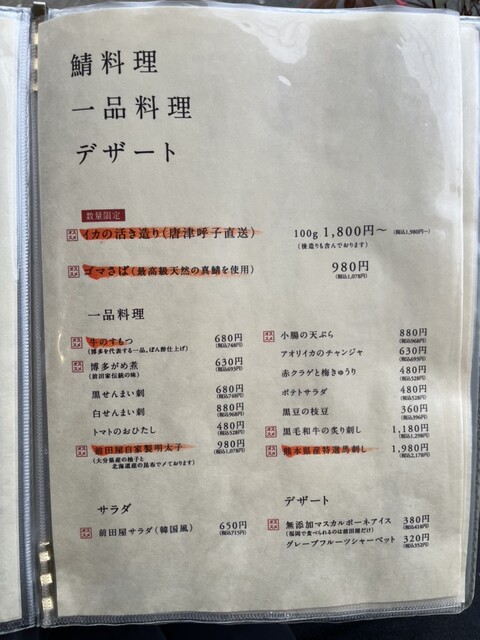 鯖料理
一品料理
デザート
数量限定
イカの活き造り(唐津呼子直送) 100g 1,800円〜 (税込1,980円〜)
(後造りも含んでおります)
ゴマさば(最高級天然の真鯖を使用) 980円
(税込1,078円)
一品料理
牛のすもつ 680円
(博多を代表する一品。ぽん酢仕上げ) (税込748円)
博多がめ煮 630円
(前田家伝統の味) (税込693円)
黒せんまい刺 680円
(税込748円)
白せんまい刺 880円
(税込968円)
トマトのおひたし 480円
(税込528円)
前田屋自家製明太子 980円
(大分県産の柚子と (税込1,078円)
北海道産の昆布で〆ております)
小腸の天ぷら 880円
(税込968円)
アオリイカのチャンジャ 630円
(税込693円)
赤クラゲと梅きゅうり 480円
(税込528円)
ポテトサラダ 480円
(税込528円)
黒豆の枝豆 360円
(税込396円)
黒毛和牛の炙り刺し 1,180円
(税込1,298円)
熊本県産特選馬刺し 1,980円
(税込2,178円)
サラダ
前田屋サラダ(韓国風) 650円
(税込715円)
デザート
無添加マスカルポーネアイス 380円
(福岡で食べられるのは前田屋だけ) (税込418円)
グレープフルーツシャーベット 320円
(税込352円)